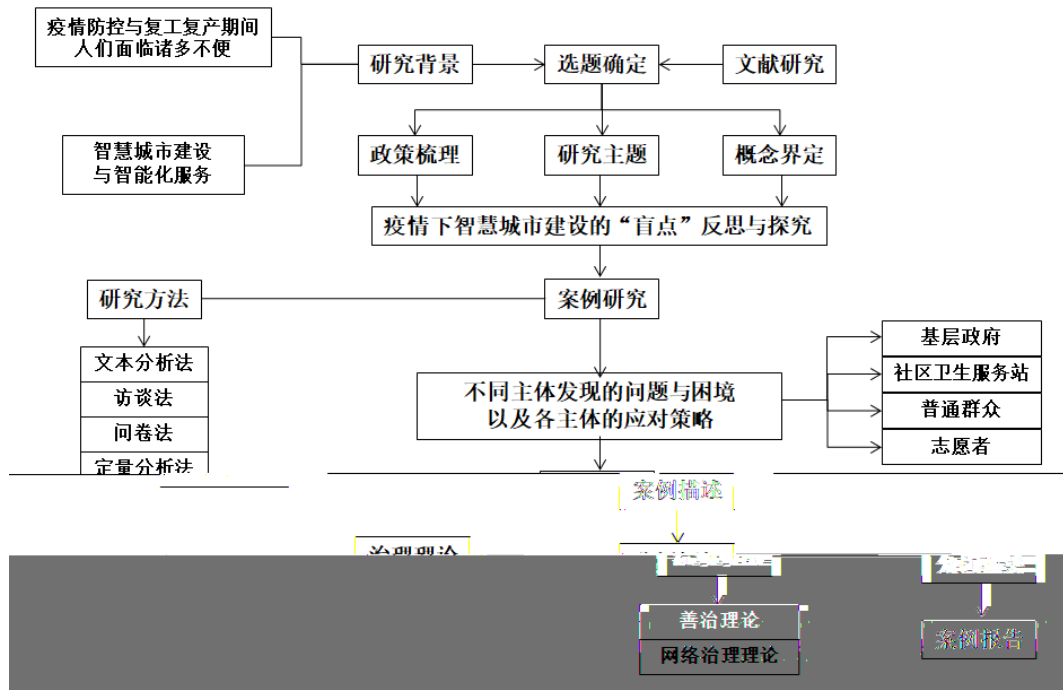 疫情防控与复工复产期间
人们面临诸多不便
研究背景
选题确定
文献研究
智慧城市建设
与智能化服务
政策梳理
研究主题
概念界定
疫情下智慧城市建设的“盲点”反思与探究
研究方法
案例研究
文本分析法
访谈法
问卷法
定量分析法
不同主体发现的问题与困境
以及各主体的应对策略
基层政府
社区卫生服务站
普通群众
志愿者
案例描述
治理理论
善治理论
网络治理理论
案例报告